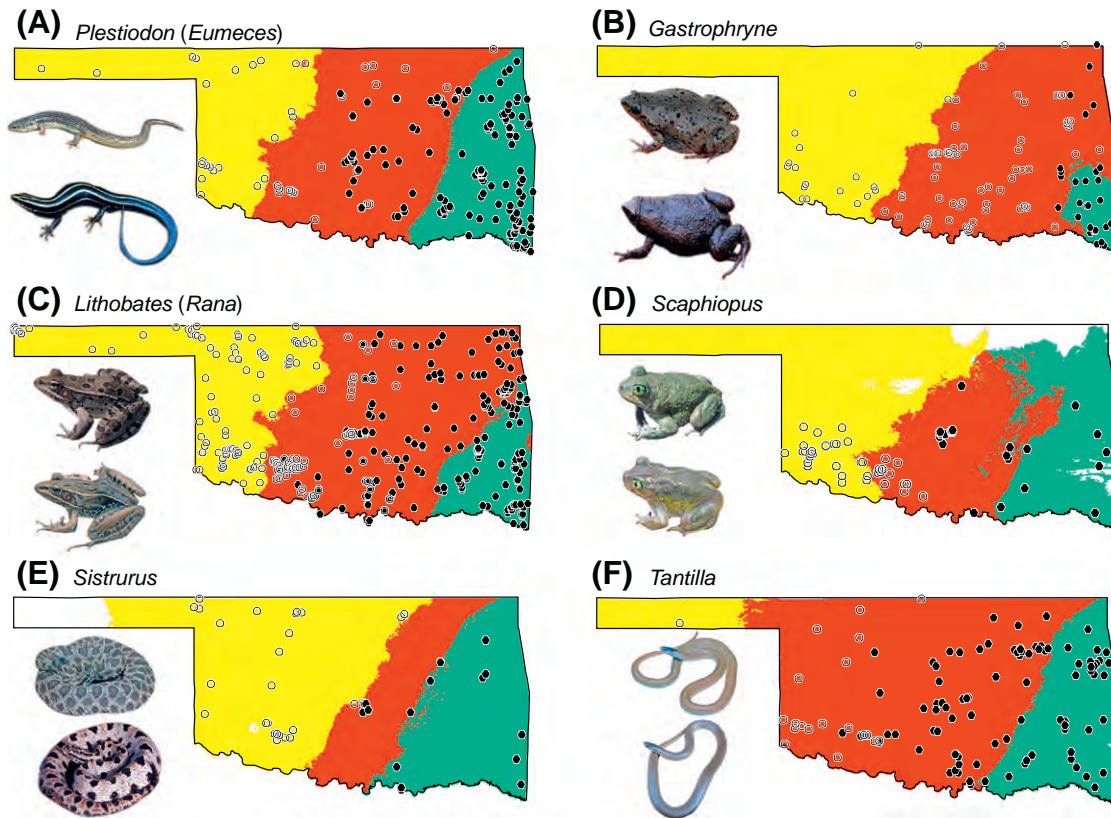 (A) Plestiodon (Eumeces)
(B) Gastrophryne
(C) Lithobates (Rana)
(D) Scaphiopus
(E) Sistrurus
(F) Tantilla